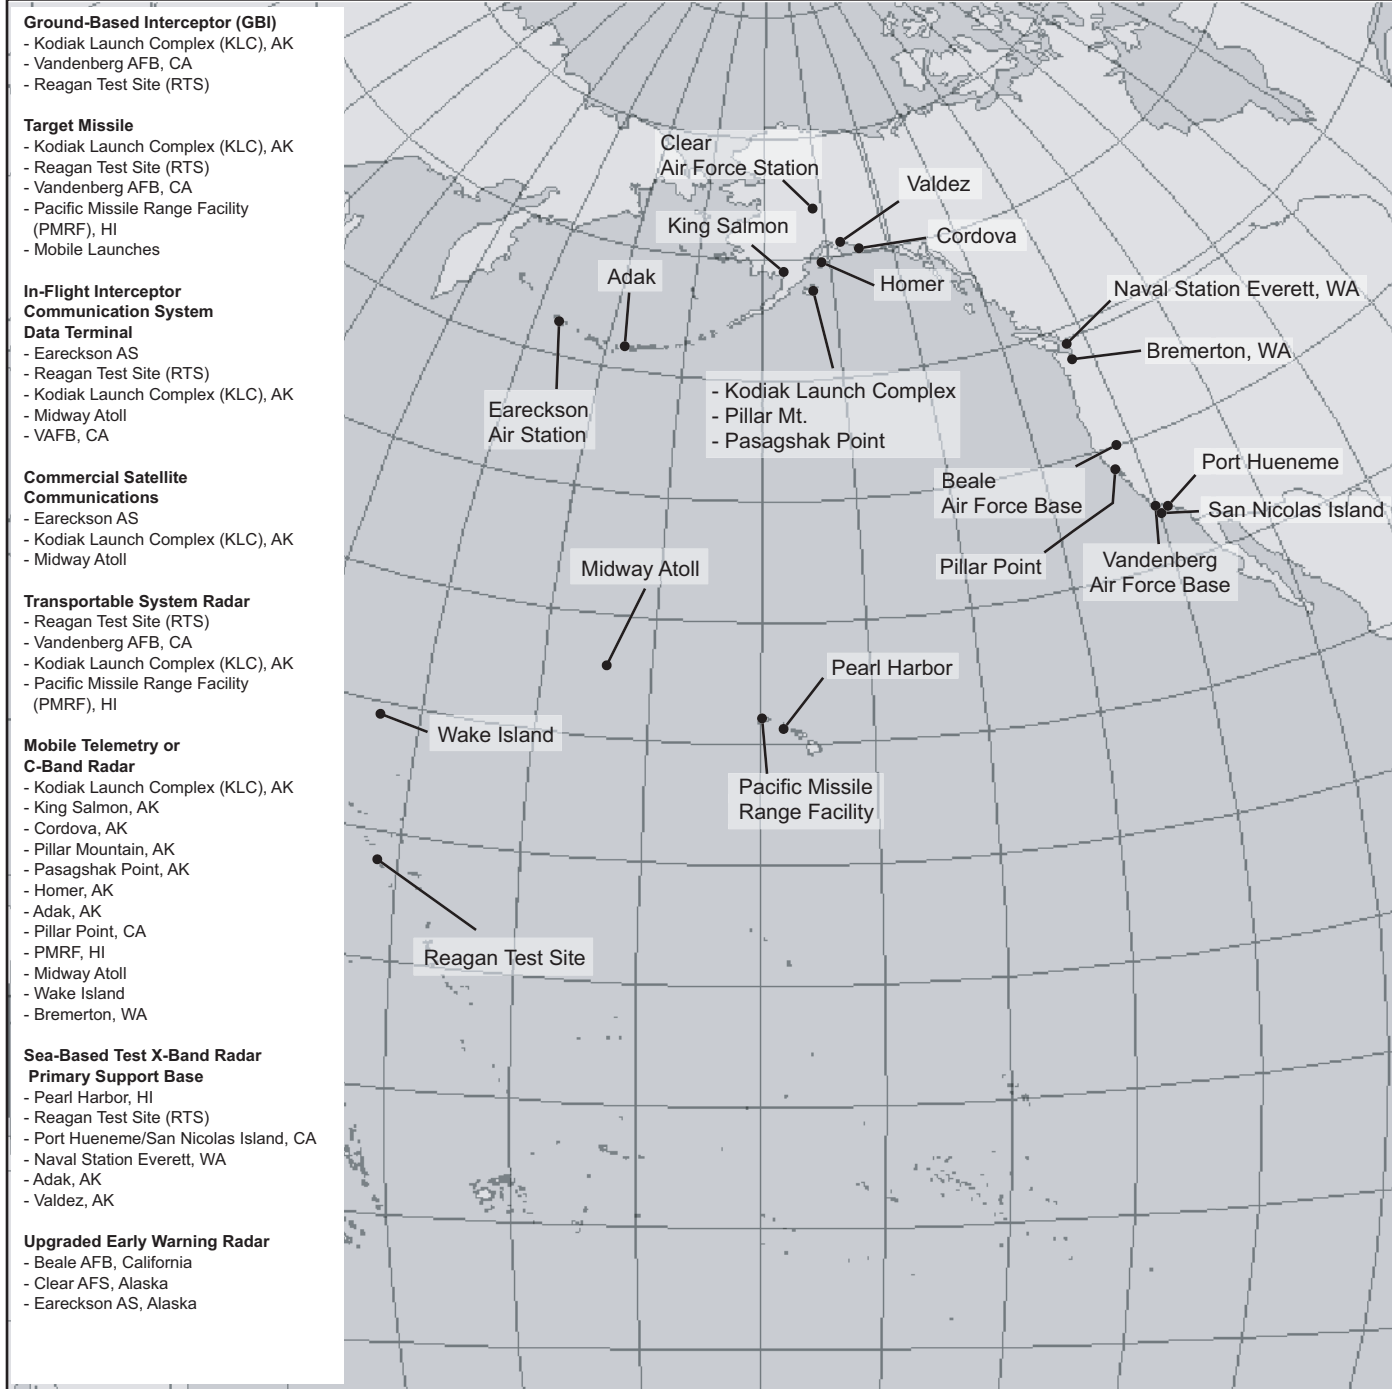 Ground-Based Interceptor (GBI)
- Kodiak Launch Complex (KLC), AK
- Vandenberg AFB, CA
- Reagan Test Site (RTS)
Target Missile
- Kodiak Launch Complex (KLC), AK
- Reagan Test Site (RTS)
- Vandenberg AFB, CA
- Pacific Missile Range Facility
(PMRF), HI
- Mobile Launches
In-Flight Interceptor
Communication System
Data Terminal
- Eareckson AS
- Reagan Test Site (RTS)
- Kodiak Launch Complex (KLC), AK
- Midway Atoll
- VAFB, CA
Commercial Satellite
Communications
- Eareckson AS
- Kodiak Launch Complex (KLC), AK
- Midway Atoll
Transportable System Radar
- Reagan Test Site (RTS)
- Vandenberg AFB, CA
- Kodiak Launch Complex (KLC), AK
- Pacific Missile Range Facility
(PMRF), HI
Mobile Telemetry or
C-Band Radar
- Kodiak Launch Complex (KLC), AK
- King Salmon, AK
- Cordova, AK
- Pillar Mountain, AK
- Pasagshak Point, AK
- Homer, AK
- Adak, AK
- Pillar Point, CA
- PMRF, HI
- Midway Atoll
- Wake Island
- Bremerton, WA
Sea-Based Test X-Band Radar
Primary Support Base
- Pearl Harbor, HI
- Reagan Test Site (RTS)
- Port Hueneme/San Nicolas Island, CA
- Naval Station Everett, WA
- Adak, AK
- Valdez, AK
Upgraded Early Warning Radar
- Beale AFB, California
- Clear AFS, Alaska
- Eareckson AS, Alaska
Clear
Air Force Station
Valdez
King Salmon
Cordova
Adak
Homer
Naval Station Everett, WA
Bremerton, WA
Eareckson
Air Station
- Kodiak Launch Complex
- Pillar Mt.
- Pasagshak Point
Port Hueneme
Beale
Air Force Base
San Nicolas Island
Pillar Point
Vandenberg
Air Force Base
Midway Atoll
Pearl Harbor
Wake Island
Pacific Missile
Range Facility
Reagan Test Site